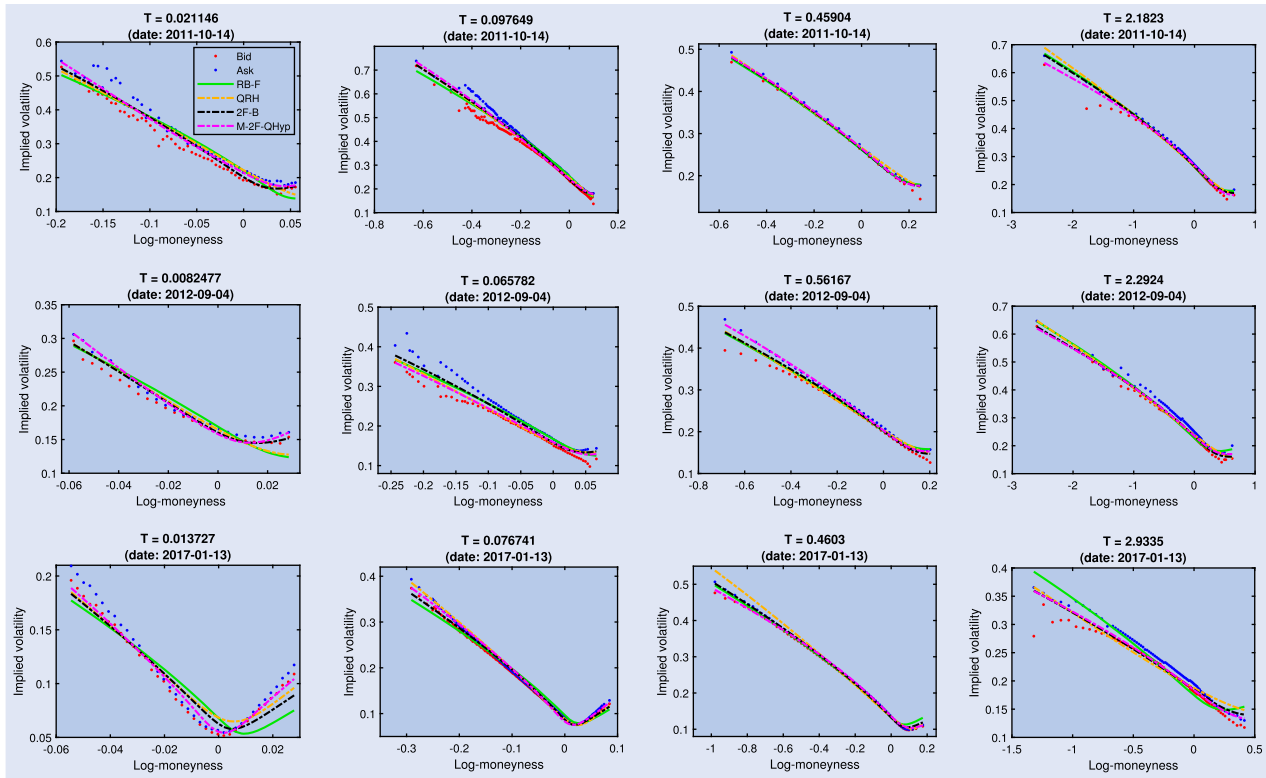 T = 0.021146
(date: 2011-10-14)
Implied volatility
0.6
0.5
0.4
0.3
0.2
0.1
-0.2
-0.15
-0.1
-0.05
0
0.05
Log-moneyness
Bid
Ask
RB-F
QRH
2F-B
M-2F-QHyp
T = 0.097649
(date: 2011-10-14)
Implied volatility
0.7
0.6
0.5
0.4
0.3
0.2
0.1
-0.8
-0.6
-0.4
-0.2
0
0.2
Log-moneyness
T = 0.45904
(date: 2011-10-14)
Implied volatility
0.5
0.4
0.3
0.2
-0.6
-0.4
-0.2
0
0.2
Log-moneyness
T = 2.1823
(date: 2011-10-14)
Implied volatility
0.7
0.6
0.5
0.4
0.3
0.2
0.1
-3
-2
-1
0
1
Log-moneyness
T = 0.0082477
(date: 2012-09-04)
Implied volatility
0.35
0.3
0.25
0.2
0.15
0.1
-0.06
-0.04
-0.02
0
0.02
Log-moneyness
T = 0.065782
(date: 2012-09-04)
Implied volatility
0.5
0.4
0.3
0.2
0.1
-0.25
-0.2
-0.15
-0.1
-0.05
0
0.05
Log-moneyness
T = 0.56167
(date: 2012-09-04)
Implied volatility
0.5
0.4
0.3
0.2
0.1
-0.8
-0.6
-0.4
-0.2
0
0.2
Log-moneyness
T = 2.2924
(date: 2012-09-04)
Implied volatility
0.7
0.6
0.5
0.4
0.3
0.2
0.1
-3
-2
-1
0
1
Log-moneyness
T = 0.013727
(date: 2017-01-13)
Implied volatility
0.2
0.15
0.1
0.05
-0.06
-0.04
-0.02
0
0.02
Log-moneyness
T = 0.076741
(date: 2017-01-13)
Implied volatility
0.4
0.3
0.2
0.1
-0.3
-0.2
-0.1
0
0.1
Log-moneyness
T = 0.4603
(date: 2017-01-13)
Implied volatility
0.5
0.4
0.3
0.2
0.1
-1
-0.8
-0.6
-0.4
-0.2
0
0.2
Log-moneyness
T = 2.9335
(date: 2017-01-13)
Implied volatility
0.4
0.35
0.3
0.25
0.2
0.15
0.1
-1.5
-1
-0.5
0
0.5
Log-moneyness